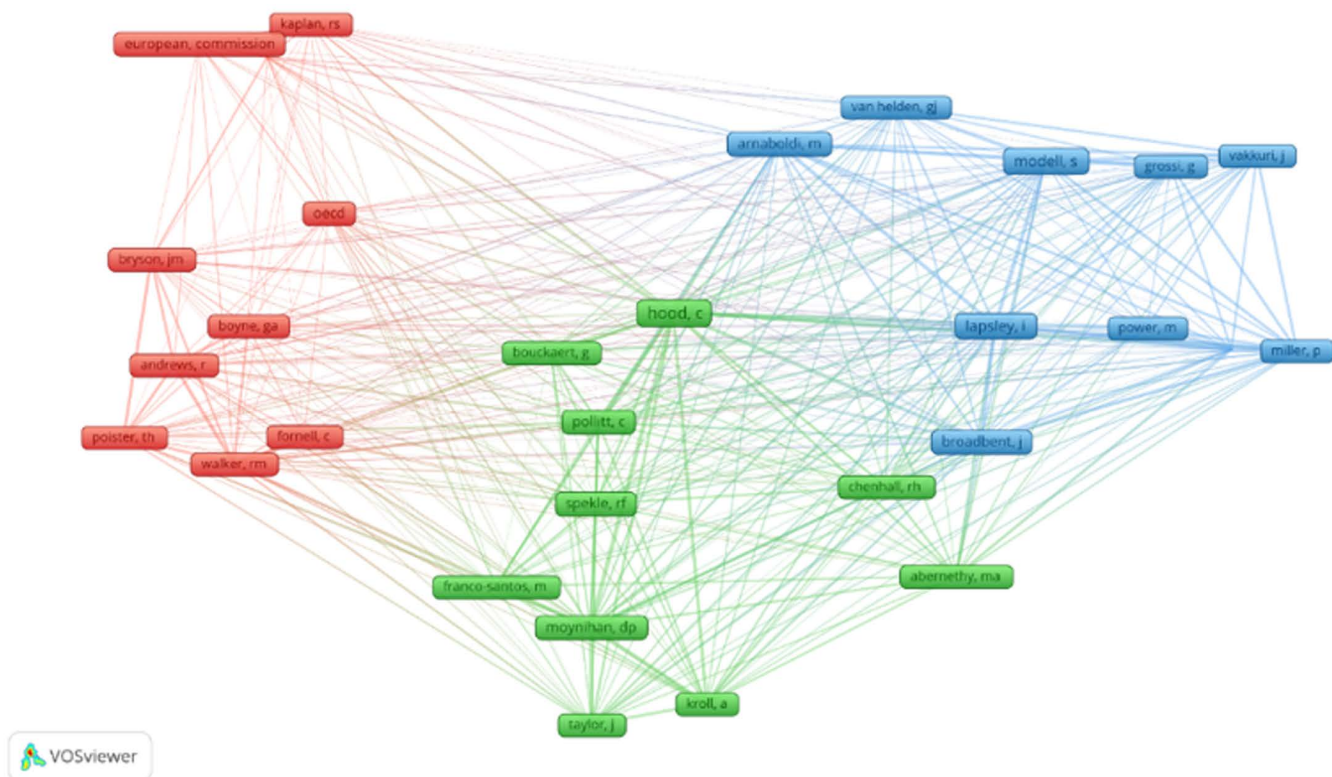 kaplan, rs
european, commission
van helden, gj
arnaboldi, m
modell, s
grossi, g
vakkuri, j
oecd
bryson, jm
hood, c
boyne, ga
lapsley, i
power, m
bouckaert, g
miller, p
andrews, r
pollitt, c
poister, th
fornell, c
broadbent, j
walker, rm
chenhall, rh
spekle, rf
abernethy, ma
franco-santos, m
moynihan, dp
kroll, a
taylor, j
VOSviewer